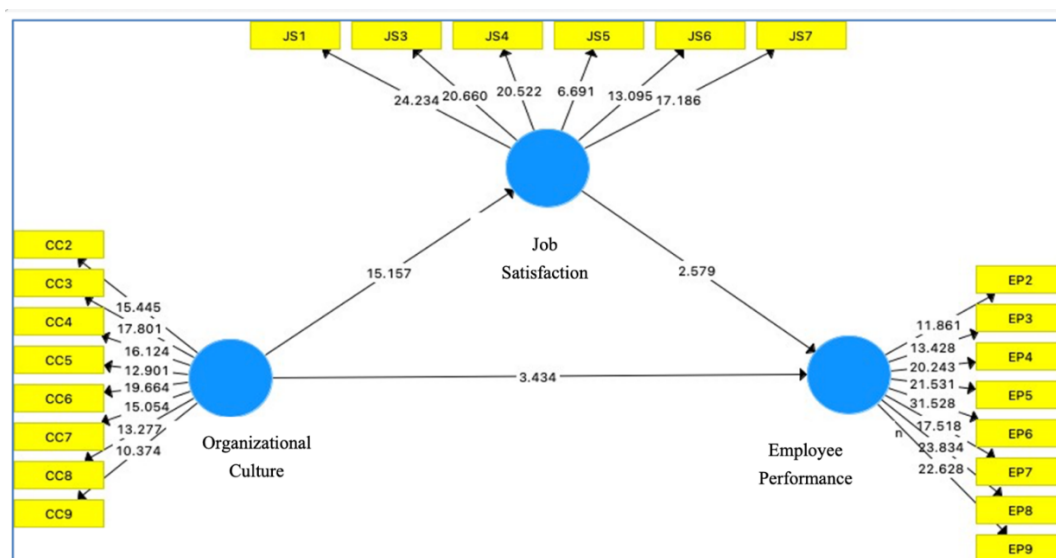 JS1 JS3 JS4 JS5 JS6 JS7
24.234 20.660 20.522 6.691 13.095 17.186
Job
Satisfaction
CC2
CC3
CC4
CC5
CC6
CC7
CC8
CC9
15.445
17.801
16.124
12.901
19.664
15.054
13.277
10.374
Organizational
Culture
15.157
2.579
3.434
EP2
EP3
EP4
EP5
EP6
EP7
EP8
EP9
11.861
13.428
20.243
21.531
31.528
17.518
n
23.834
22.628
Employee
Performance